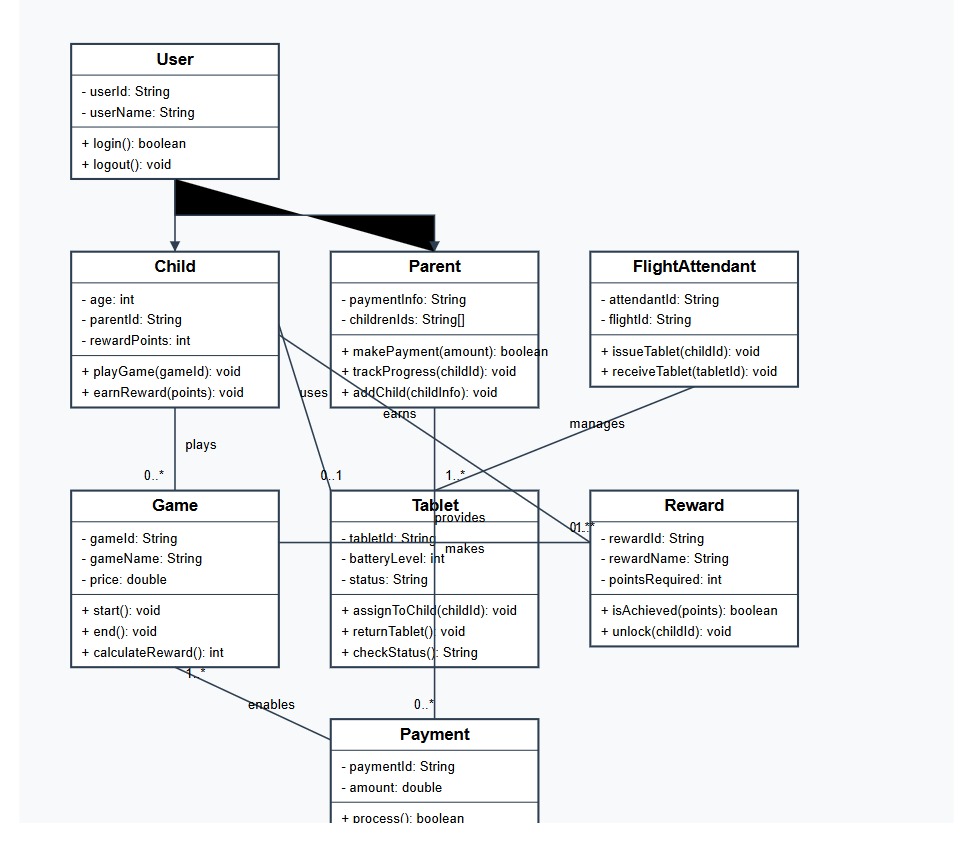 User
- userId: String
- userName: String
+ login(): boolean
+ logout(): void
Child
- age: int
- parentId: String
- rewardPoints: int
+ playGame(gameId): void
+ earnReward(points): void
Parent
- paymentInfo: String
- childrenIds: String[]
+ makePayment(amount): boolean
+ trackProgress(childId): void
+ addChild(childInfo): void
FlightAttendant
- attendantId: String
- flightId: String
+ issueTablet(childId): void
+ receiveTablet(tabletId): void
uses
earns
manages
plays
0..*
0..1
1..*
Game
- gameId: String
- gameName: String
- price: double
+ start(): void
+ end(): void
+ calculateReward(): int
Tablet
provides
- tabletId: String
makes
- batteryLevel: int
- status: String
+ assignToChild(childId): void
+ returnTablet(): void
+ checkStatus(): String
Reward
- rewardId: String
- rewardName: String
- pointsRequired: int
+ isAchieved(points): boolean
+ unlock(childId): void
1..*
enables
0..*
Payment
- paymentId: String
- amount: double
+ process(): boolean